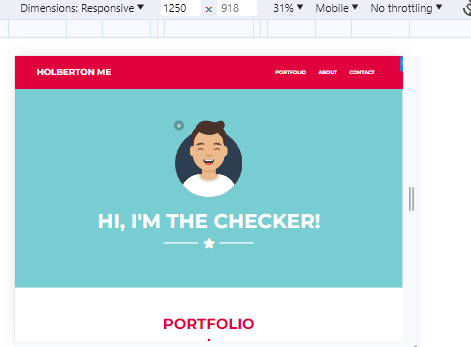 Dimensions: Responsive ▼ 1250 x 918 31% ▼ Mobile ▼ No throttling ▼
HOLBERTON ME PORTFOLIO ABOUT CONTACT
HI, I'M THE CHECKER!
PORTFOLIO